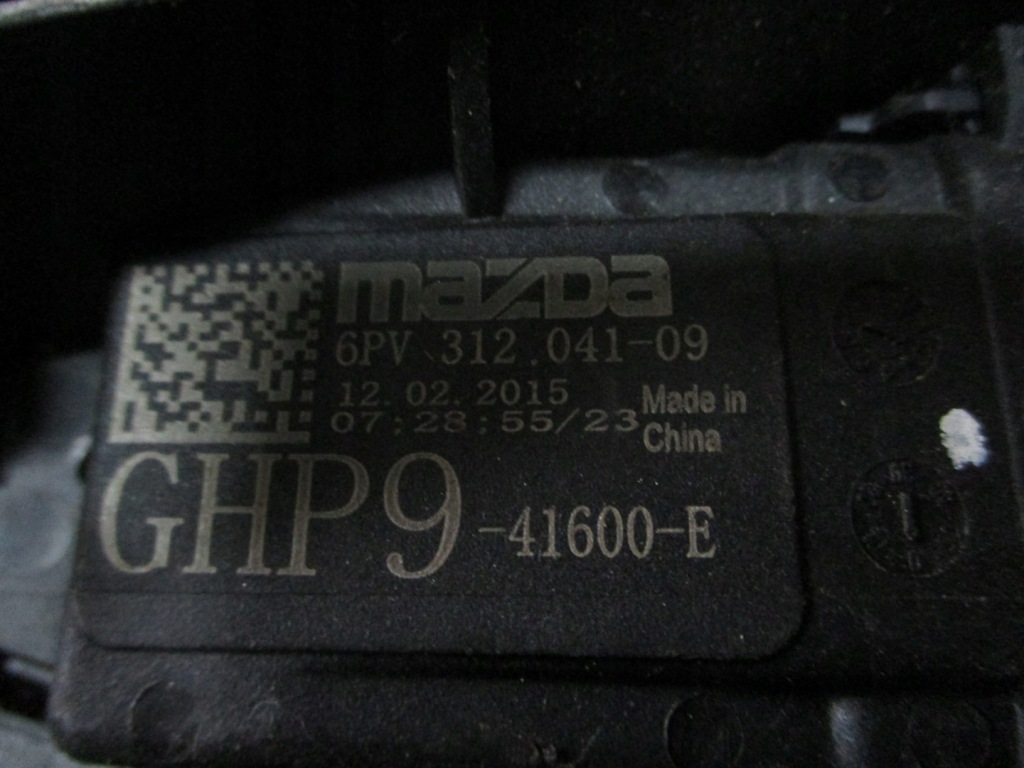 mazda
6PV 312.041-09
12.02.2015
07:28:55/23
Made in
China
GHP9-41600-E